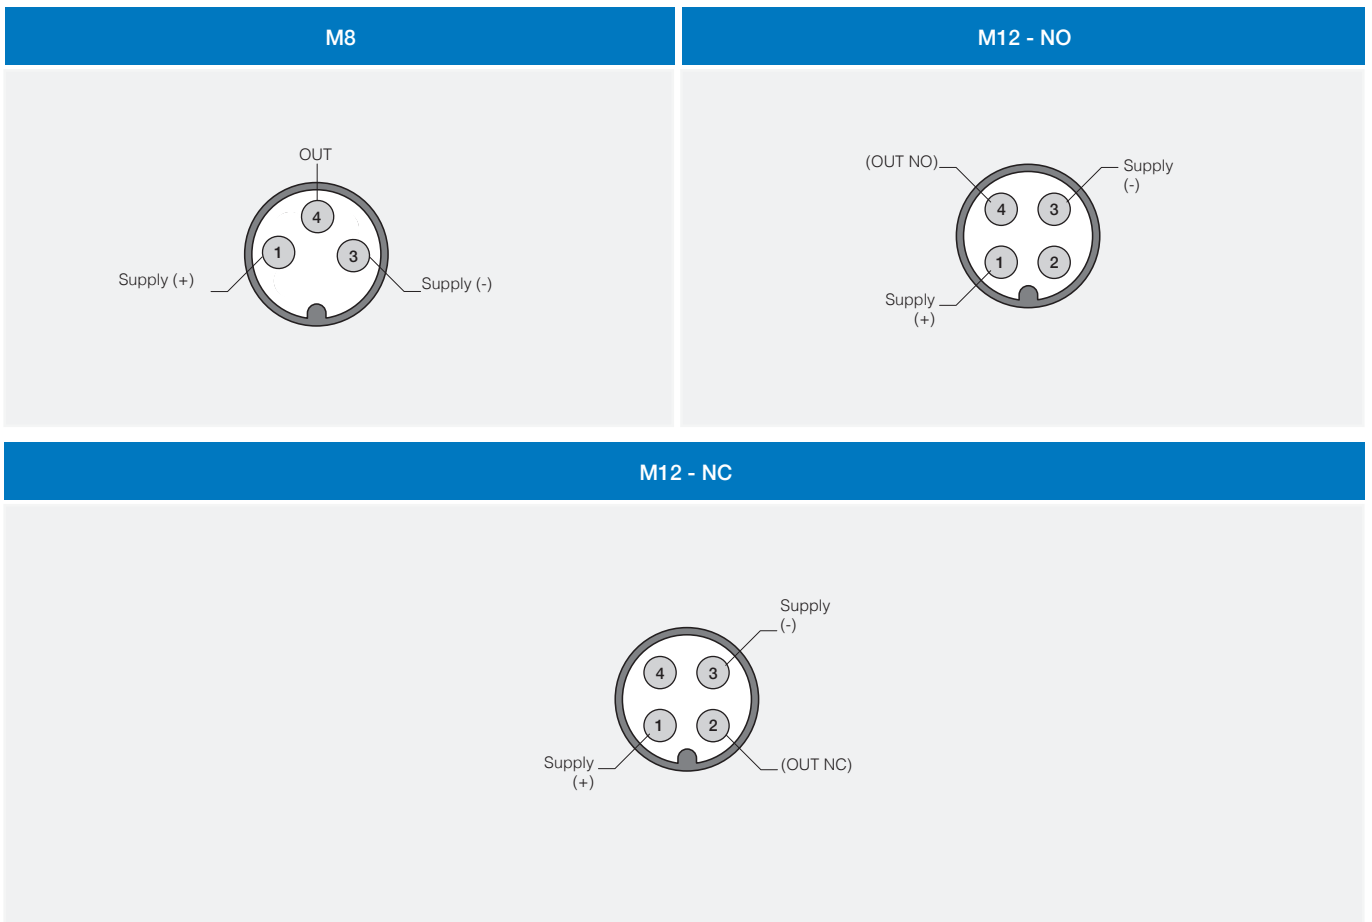 M8
OUT
4
1
3
Supply (+)
Supply (-)
M12 - NO
(OUT NO)
Supply
(-)
4
3
1
2
Supply
(+)
M12 - NC
Supply
(-)
4
3
1
2
Supply
(+)
(OUT NC)